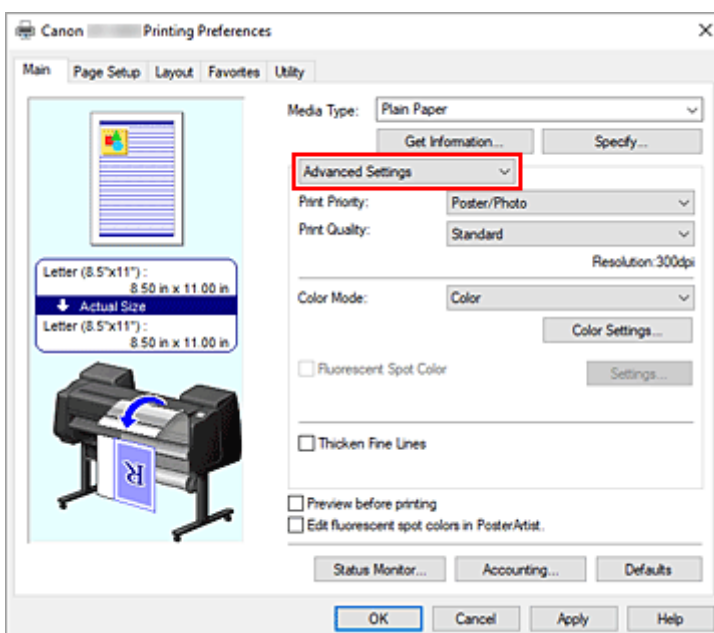 Canon Printing Preferences
Main Page Setup Layout Favorites Utility
Media Type: Plain Paper
Get Information... Specify...
Advanced Settings
Print Priority: Poster/Photo
Print Quality: Standard
Resolution:300dpi
Letter (8.5"x11") :
8.50 in x 11.00 in
Actual Size
Letter (8.5"x11") :
8.50 in x 11.00 in
Color Mode: Color
Color Settings...
Fluorescent Spot Color Settings...
Thicken Fine Lines
R
Preview before printing
Edit fluorescent spot colors in PosterArtist.
Status Monitor... Accounting... Defaults
OK Cancel Apply Help